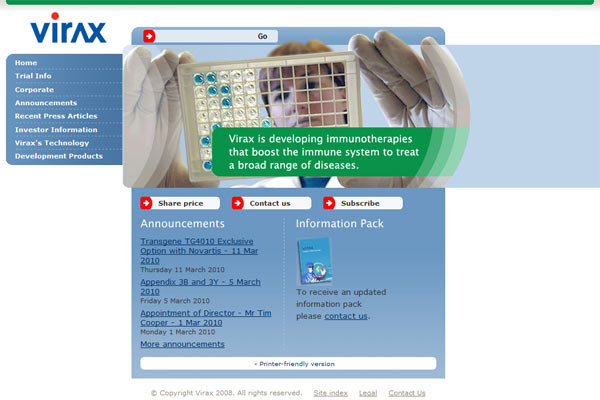 virax
Go
Home
Trial Info
Corporate
Announcements
Recent Press Articles
Investor Information
Virax's Technology
Development Products
Virax is developing immunotherapies
that boost the immune system to treat
a broad range of diseases.
Share price
Contact us
Subscribe
Announcements
Transgene TG4010 Exclusive
Option with Novartis - 11 Mar
2010
Thursday 11 March 2010
Appendix 3B and 3Y - 5 March
2010
Friday 5 March 2010
Appointment of Director - Mr Tim
Cooper - 1 Mar 2010
Monday 1 March 2010
More announcements
Information Pack
To receive an updated
information pack
please contact us.
‹ Printer-friendly version
© Copyright Virax 2008. All rights reserved. Site index Legal Contact Us